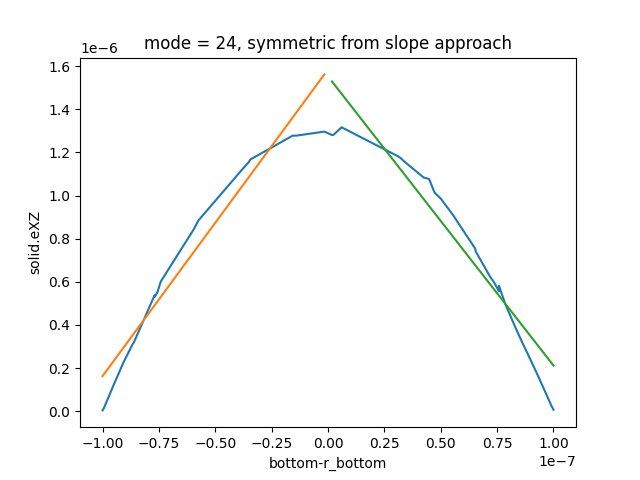 mode = 24, symmetric from slope approach
1e−6
1.6
1.4
1.2
1.0
0.8
0.6
0.4
0.2
0.0
solid.eXZ
−1.00 −0.75 −0.50 −0.25 0.00 0.25 0.50 0.75 1.00
bottom-r_bottom
1e−7